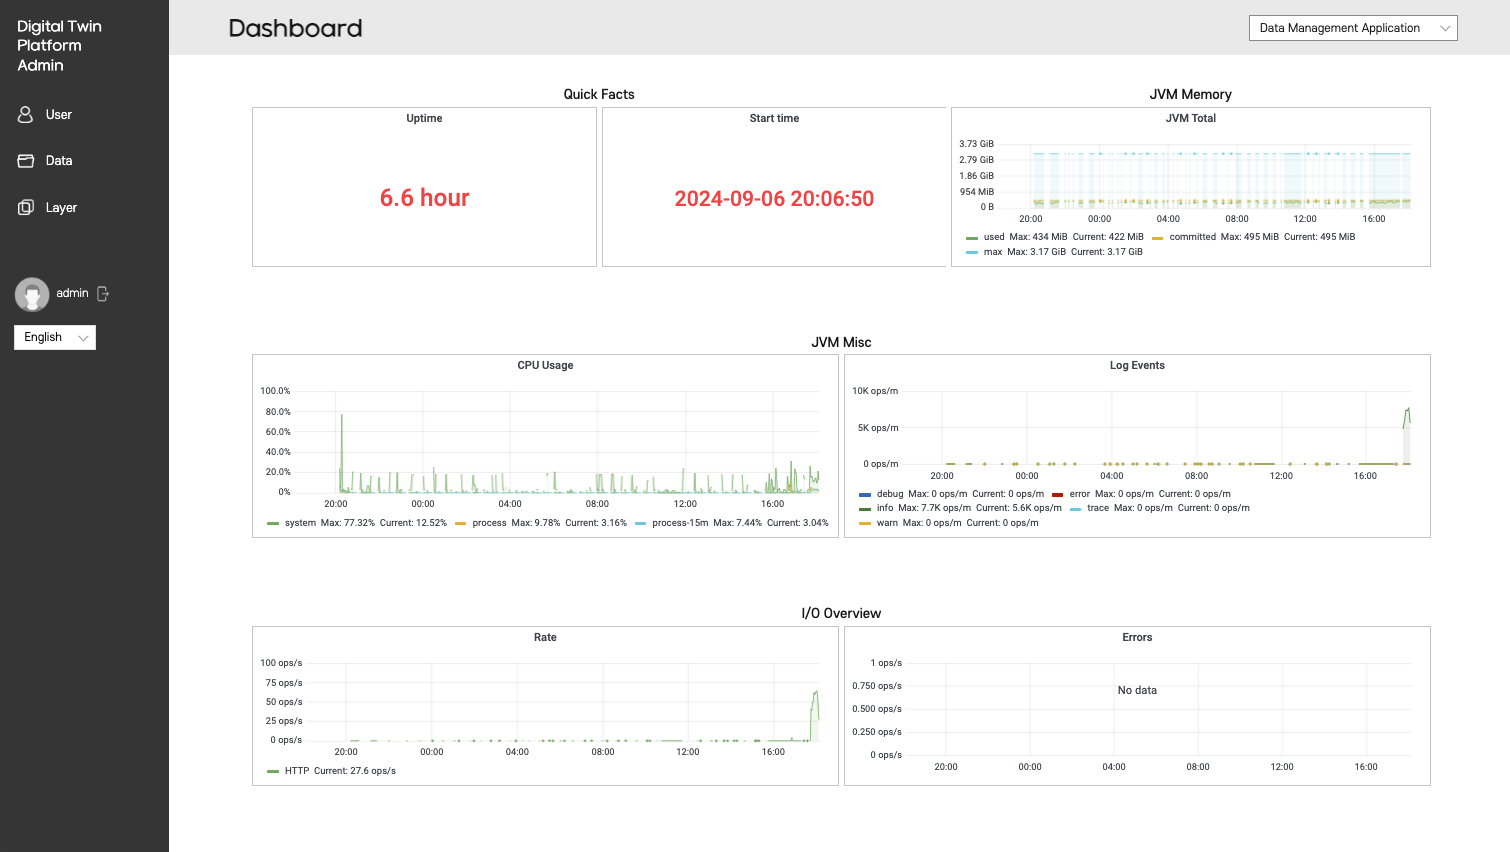 Digital Twin
Platform
Admin
User
Data
Layer
admin
English
Dashboard
Data Management Application
Quick Facts
Uptime
6.6 hour
Start time
2024-09-06 20:06:50
JVM Memory
JVM Total
3.73 GiB
2.79 GiB
1.86 GiB
954 MiB
0 B
20:00 00:00 04:00 08:00 12:00 16:00
used Max: 434 MiB Current: 422 MiB committed Max: 495 MiB Current: 495 MiB
max Max: 3.17 GiB Current: 3.17 GiB
JVM Misc
CPU Usage
100.0%
80.0%
60.0%
40.0%
20.0%
0%
20:00 00:00 04:00 08:00 12:00 16:00
system Max: 77.32% Current: 12.52% process Max: 9.78% Current: 3.16% process-15m Max: 7.44% Current: 3.04%
Log Events
10K ops/m
5K ops/m
0 ops/m
20:00 00:00 04:00 08:00 12:00 16:00
debug Max: 0 ops/m Current: 0 ops/m error Max: 0 ops/m Current: 0 ops/m
info Max: 7.7K ops/m Current: 5.6K ops/m trace Max: 0 ops/m Current: 0 ops/m
warn Max: 0 ops/m Current: 0 ops/m
I/O Overview
Rate
100 ops/s
75 ops/s
50 ops/s
25 ops/s
0 ops/s
20:00 00:00 04:00 08:00 12:00 16:00
HTTP Current: 27.6 ops/s
Errors
1 ops/s
0.750 ops/s
0.500 ops/s
0.250 ops/s
0 ops/s
No data
20:00 00:00 04:00 08:00 12:00 16:00